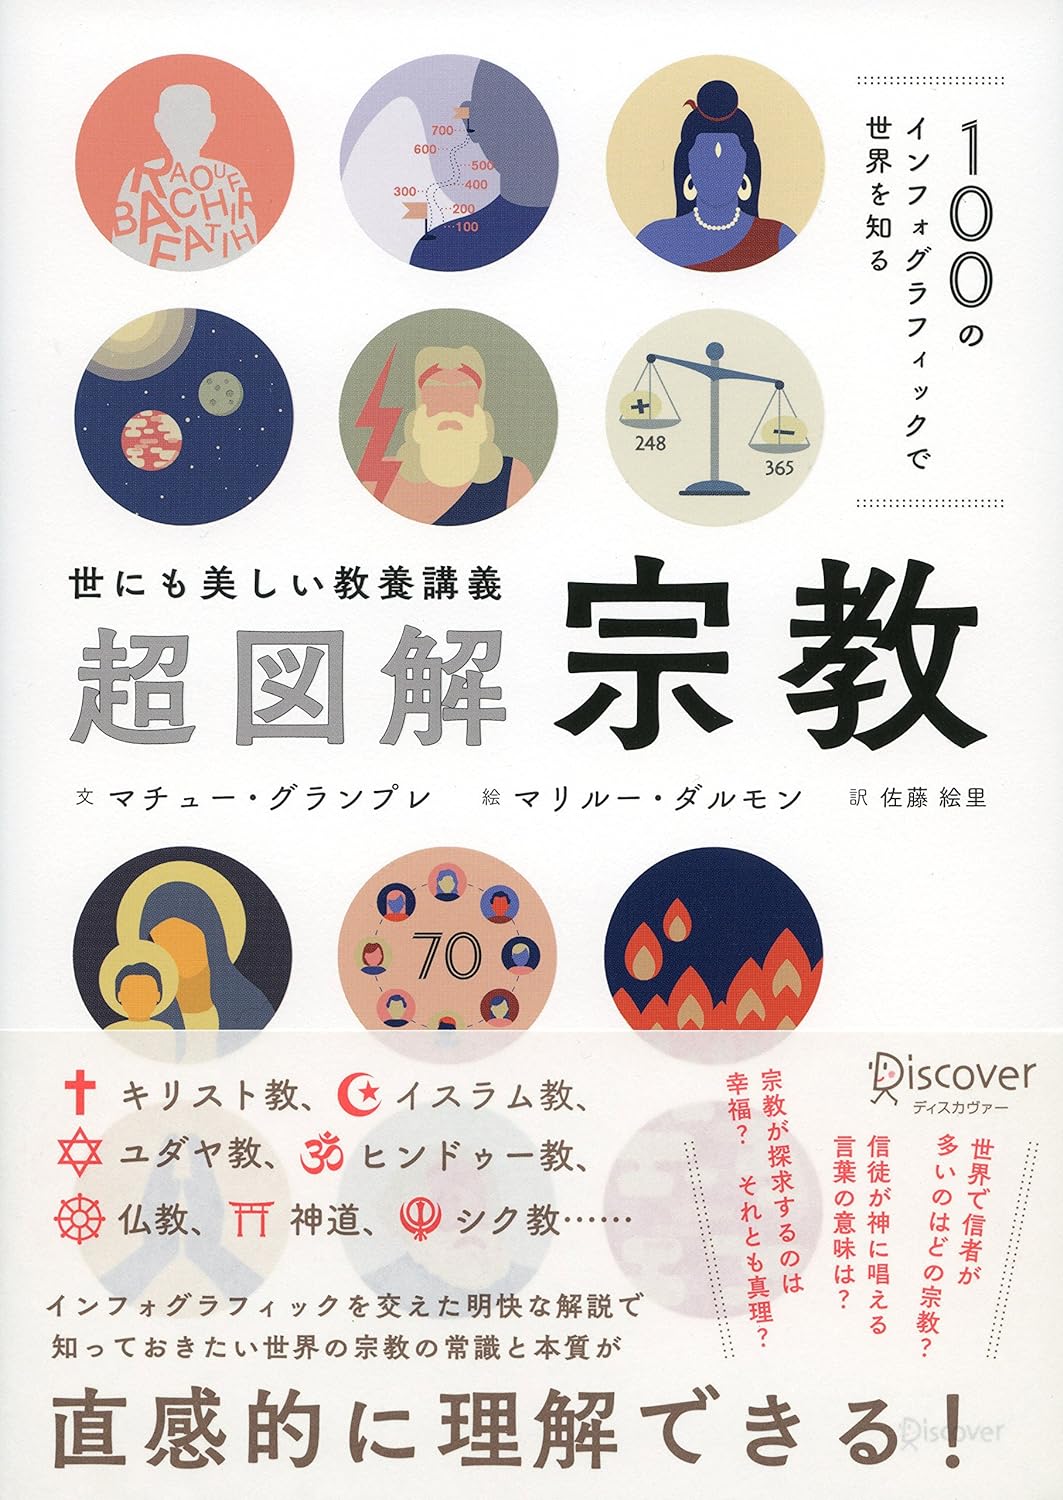 100の
インフォグラフィックで
世界を知る
RAOUF
BACHIR
FATIH
700
600
500
400
300
200
100
248
365
世にも美しい教養講義
超図解 宗教
文 マチュー・グランプレ 絵 マリルー・ダルモン 訳 佐藤 絵里
70
キリスト教、イスラム教、
ユダヤ教、ヒンドゥー教、
仏教、神道、シク教……
Discover
ディスカヴァー
世界で信者が
多いのはどの宗教?
信徒が神に唱える
言葉の意味は?
宗教が探求するのは
幸福? それとも真理?
インフォグラフィックを交えた明快な解説で
知っておきたい世界の宗教の常識と本質が
直感的に理解できる!
Discover